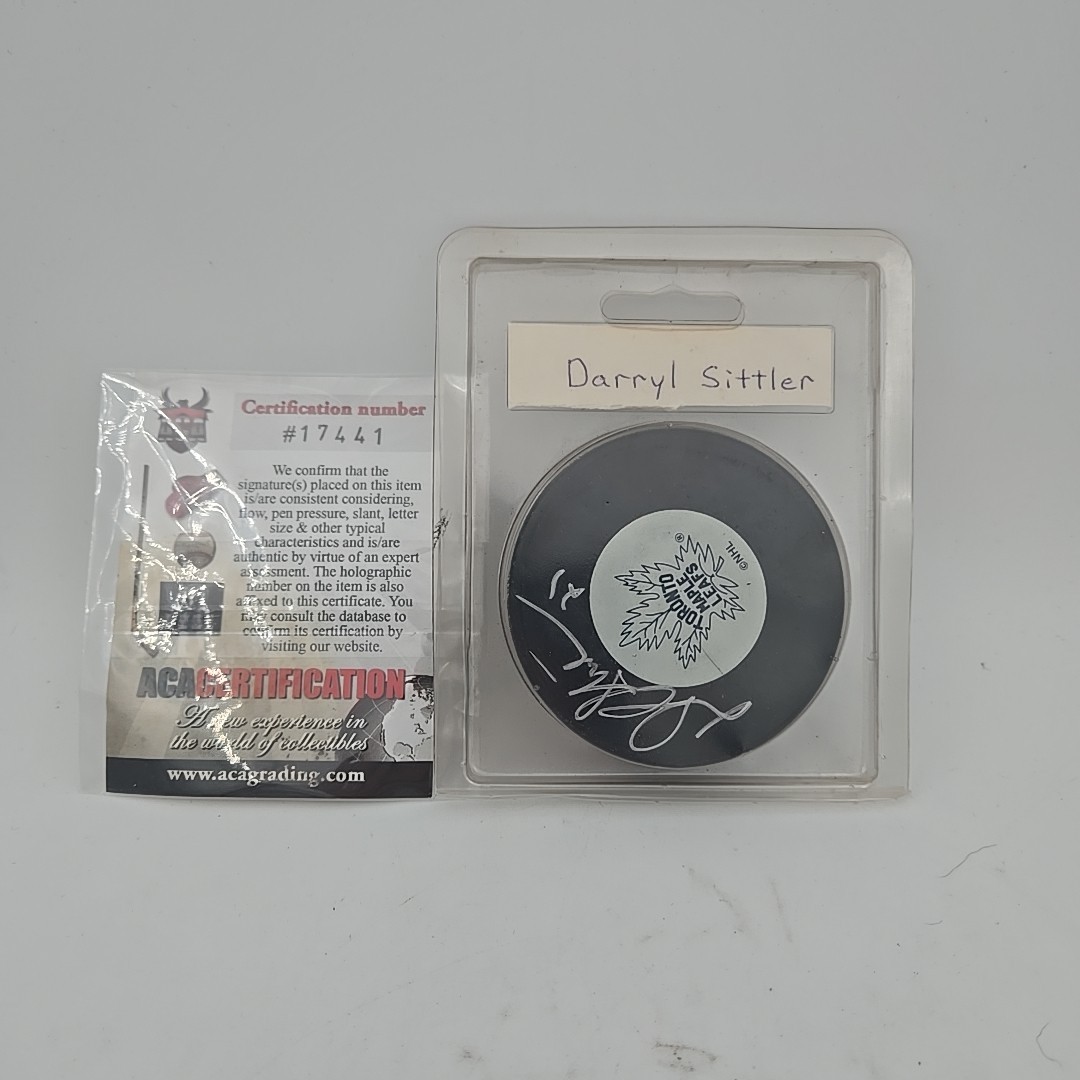 Certification number
#17441
We confirm that the
signature(s) placed on this item
is/are consistent considering,
flow, pen pressure, slant, letter
size & other typical
characteristics and is/are
authentic by virtue of an expert
assessment. The holographic
number on the item is also
affixed to this certificate. You
may consult the database to
confirm its certification by
visiting our website.
ACACERTIFICATION
A new experience in
the world of collectibles
www.acagrading.com
Darryl Sittler
TORONTO
MAPLE
LEAFS
®
©NHL